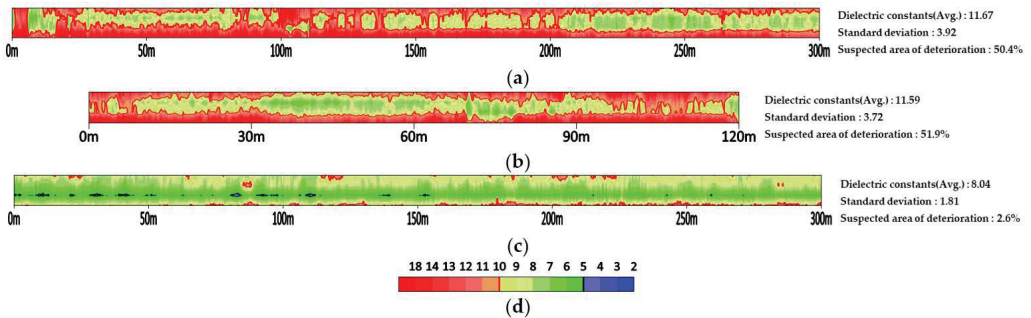 Dielectric constants(Avg.) : 11.67
Standard deviation : 3.92
Suspected area of deterioration : 50.4%
0m 50m 100m 150m 200m 250m 300m
(a)
Dielectric constants(Avg.) : 11.59
Standard deviation : 3.72
Suspected area of deterioration : 51.9%
0m 30m 60m 90m 120m
(b)
Dielectric constants(Avg.) : 8.04
Standard deviation : 1.81
Suspected area of deterioration : 2.6%
0m 50m 100m 150m 200m 250m 300m
(c)
18 14 13 12 11 10 9 8 7 6 5 4 3 2
(d)